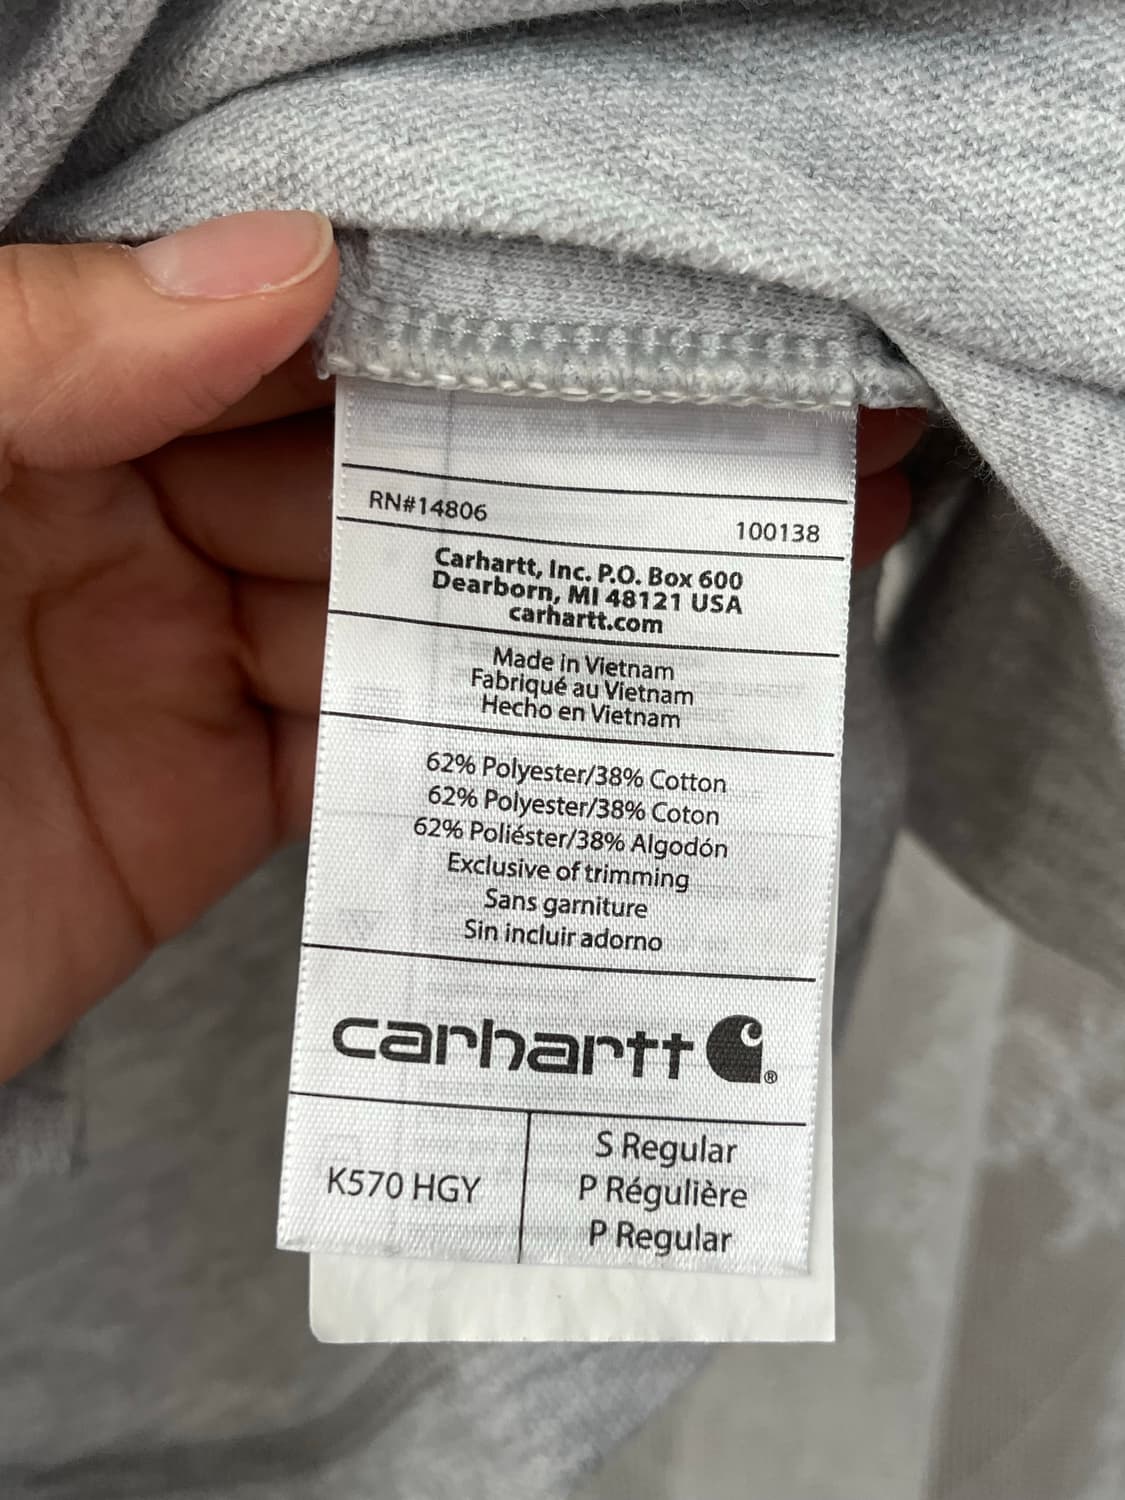 RN#14806
100138
Carhartt, Inc. P.O. Box 600
Dearborn, MI 48121 USA
carhartt.com
Made in Vietnam
Fabriqué au Vietnam
Hecho en Vietnam
62% Polyester/38% Cotton
62% Polyester/38% Coton
62% Poliéster/38% Algodón
Exclusive of trimming
Sans garniture
Sin incluir adorno
carhartt®
K570 HGY
S Regular
P Régulière
P Regular